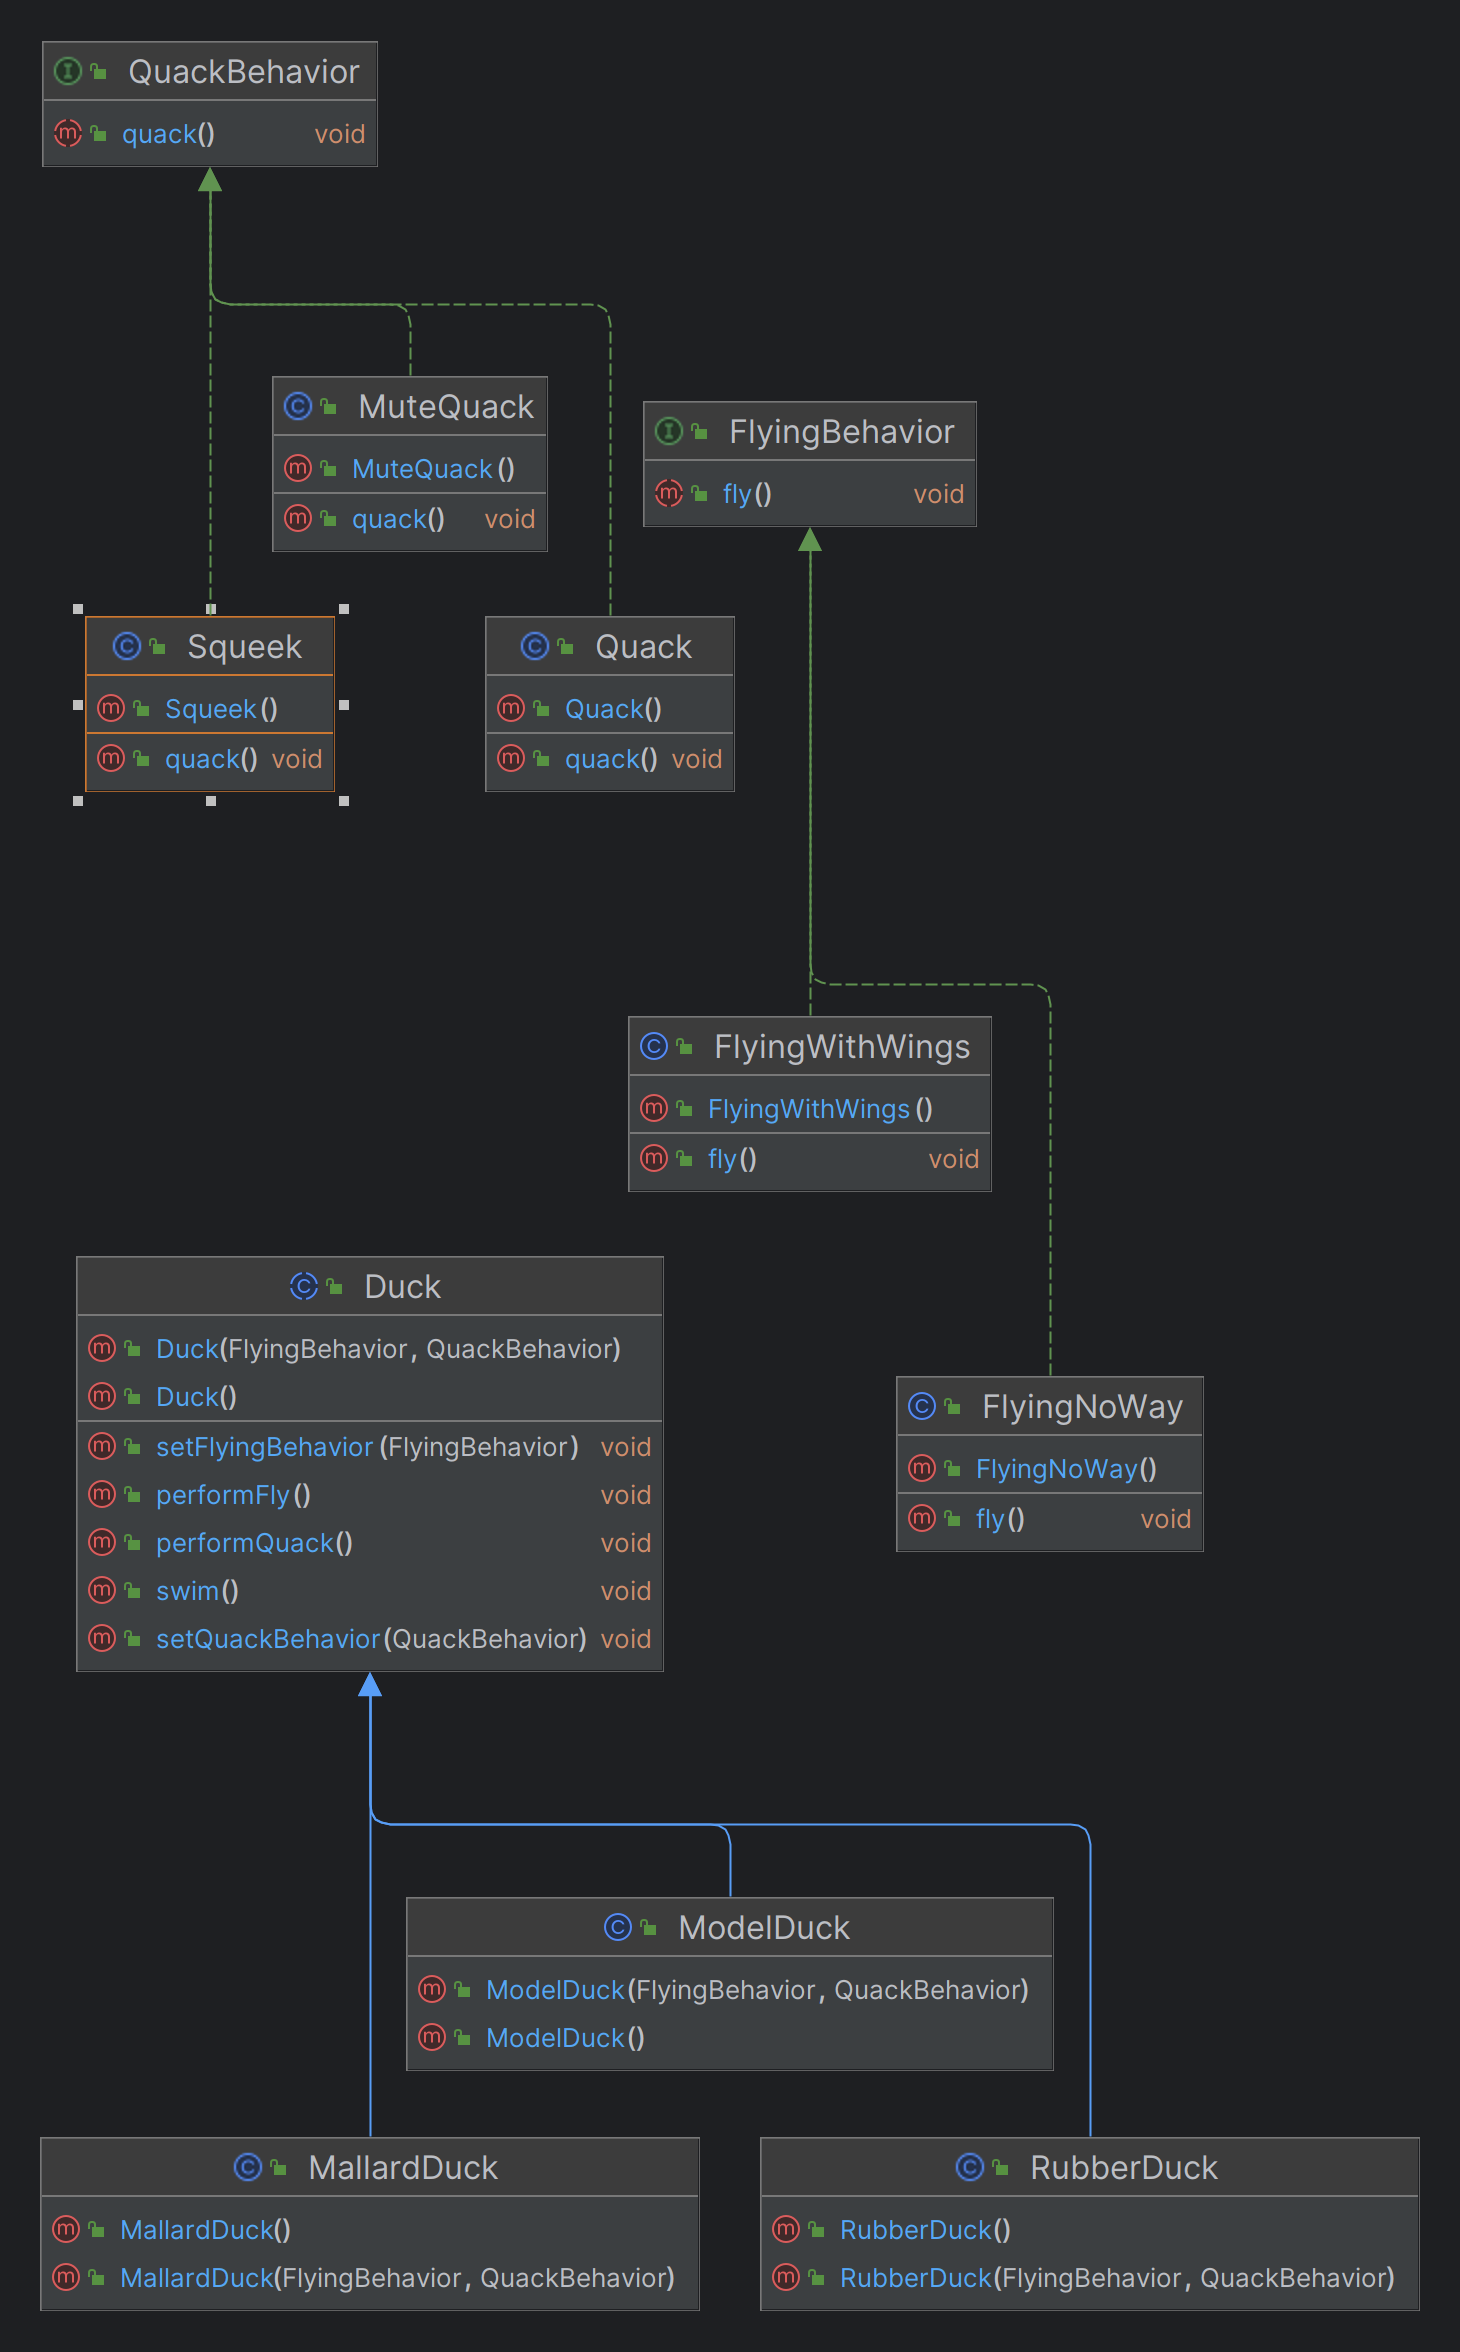 QuackBehavior
quack() void
MuteQuack
MuteQuack()
quack() void
FlyingBehavior
fly() void
Squeek
Squeek()
quack() void
Quack
Quack()
quack() void
FlyingWithWings
FlyingWithWings()
fly() void
Duck
Duck(FlyingBehavior, QuackBehavior)
Duck()
setFlyingBehavior(FlyingBehavior) void
performFly() void
performQuack() void
swim() void
setQuackBehavior(QuackBehavior) void
FlyingNoWay
FlyingNoWay()
fly() void
ModelDuck
ModelDuck(FlyingBehavior, QuackBehavior)
ModelDuck()
MallardDuck
MallardDuck()
MallardDuck(FlyingBehavior, QuackBehavior)
RubberDuck
RubberDuck()
RubberDuck(FlyingBehavior, QuackBehavior)